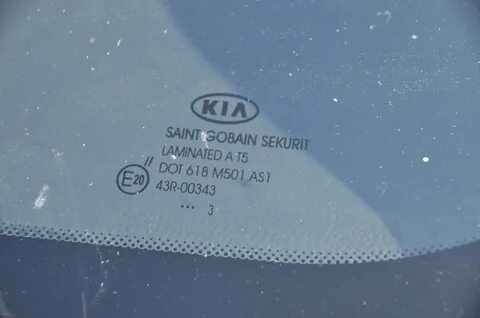 KIA
SAINT-GOBAIN SEKURIT
LAMINATED A T5
DOT 618 M501 AS1
E20 // 43R-00343
... 3